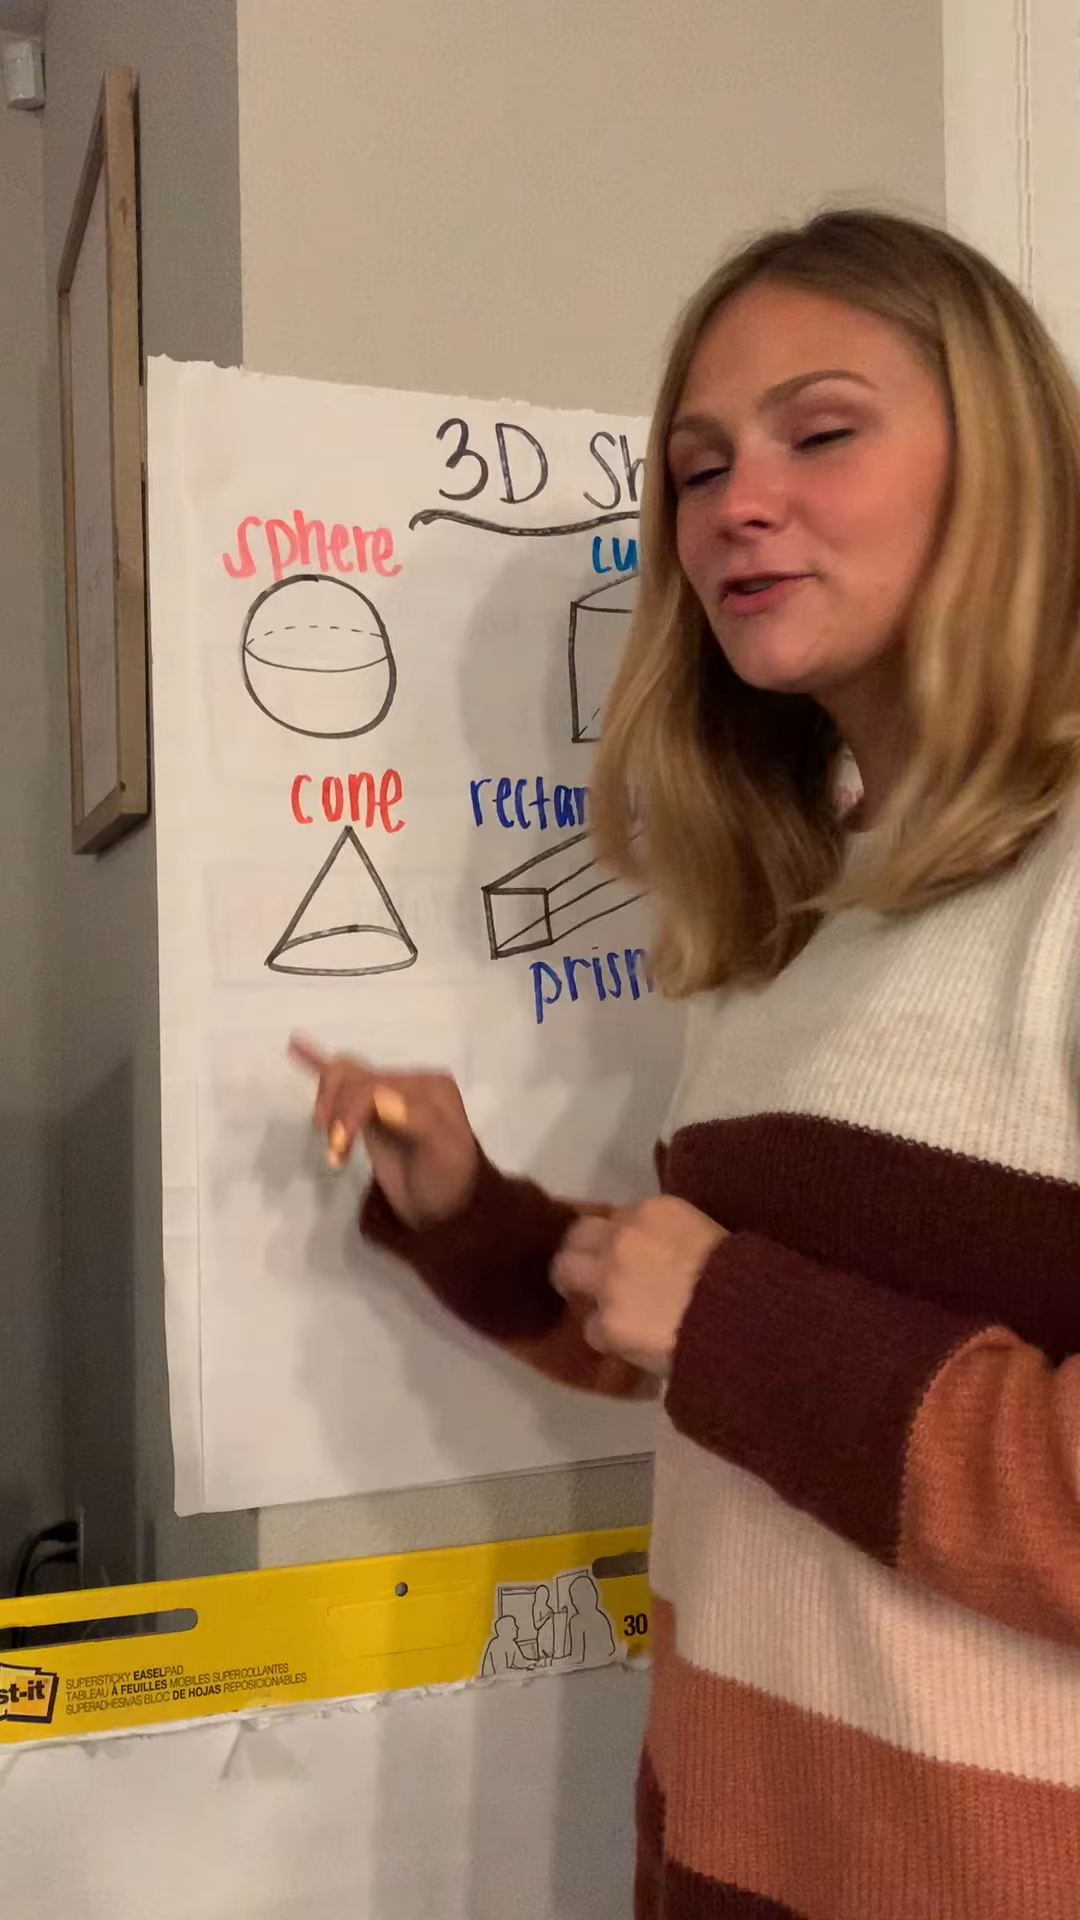 3D Sh
sphere
cu
cone
rectan
prism
30
st-it
SUPERSTICKY EASELPAD
TABLEAU À FEUILLES MOBILES SUPERCOLLANTES
SUPERADHESIVAS BLOC DE HOJAS REPOSICIONABLES